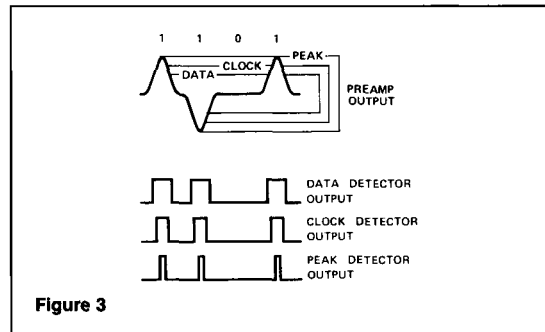 1 1 0 1
PEAK
CLOCK
DATA
PREAMP
OUTPUT
DATA DETECTOR
OUTPUT
CLOCK DETECTOR
OUTPUT
PEAK DETECTOR
OUTPUT
Figure 3